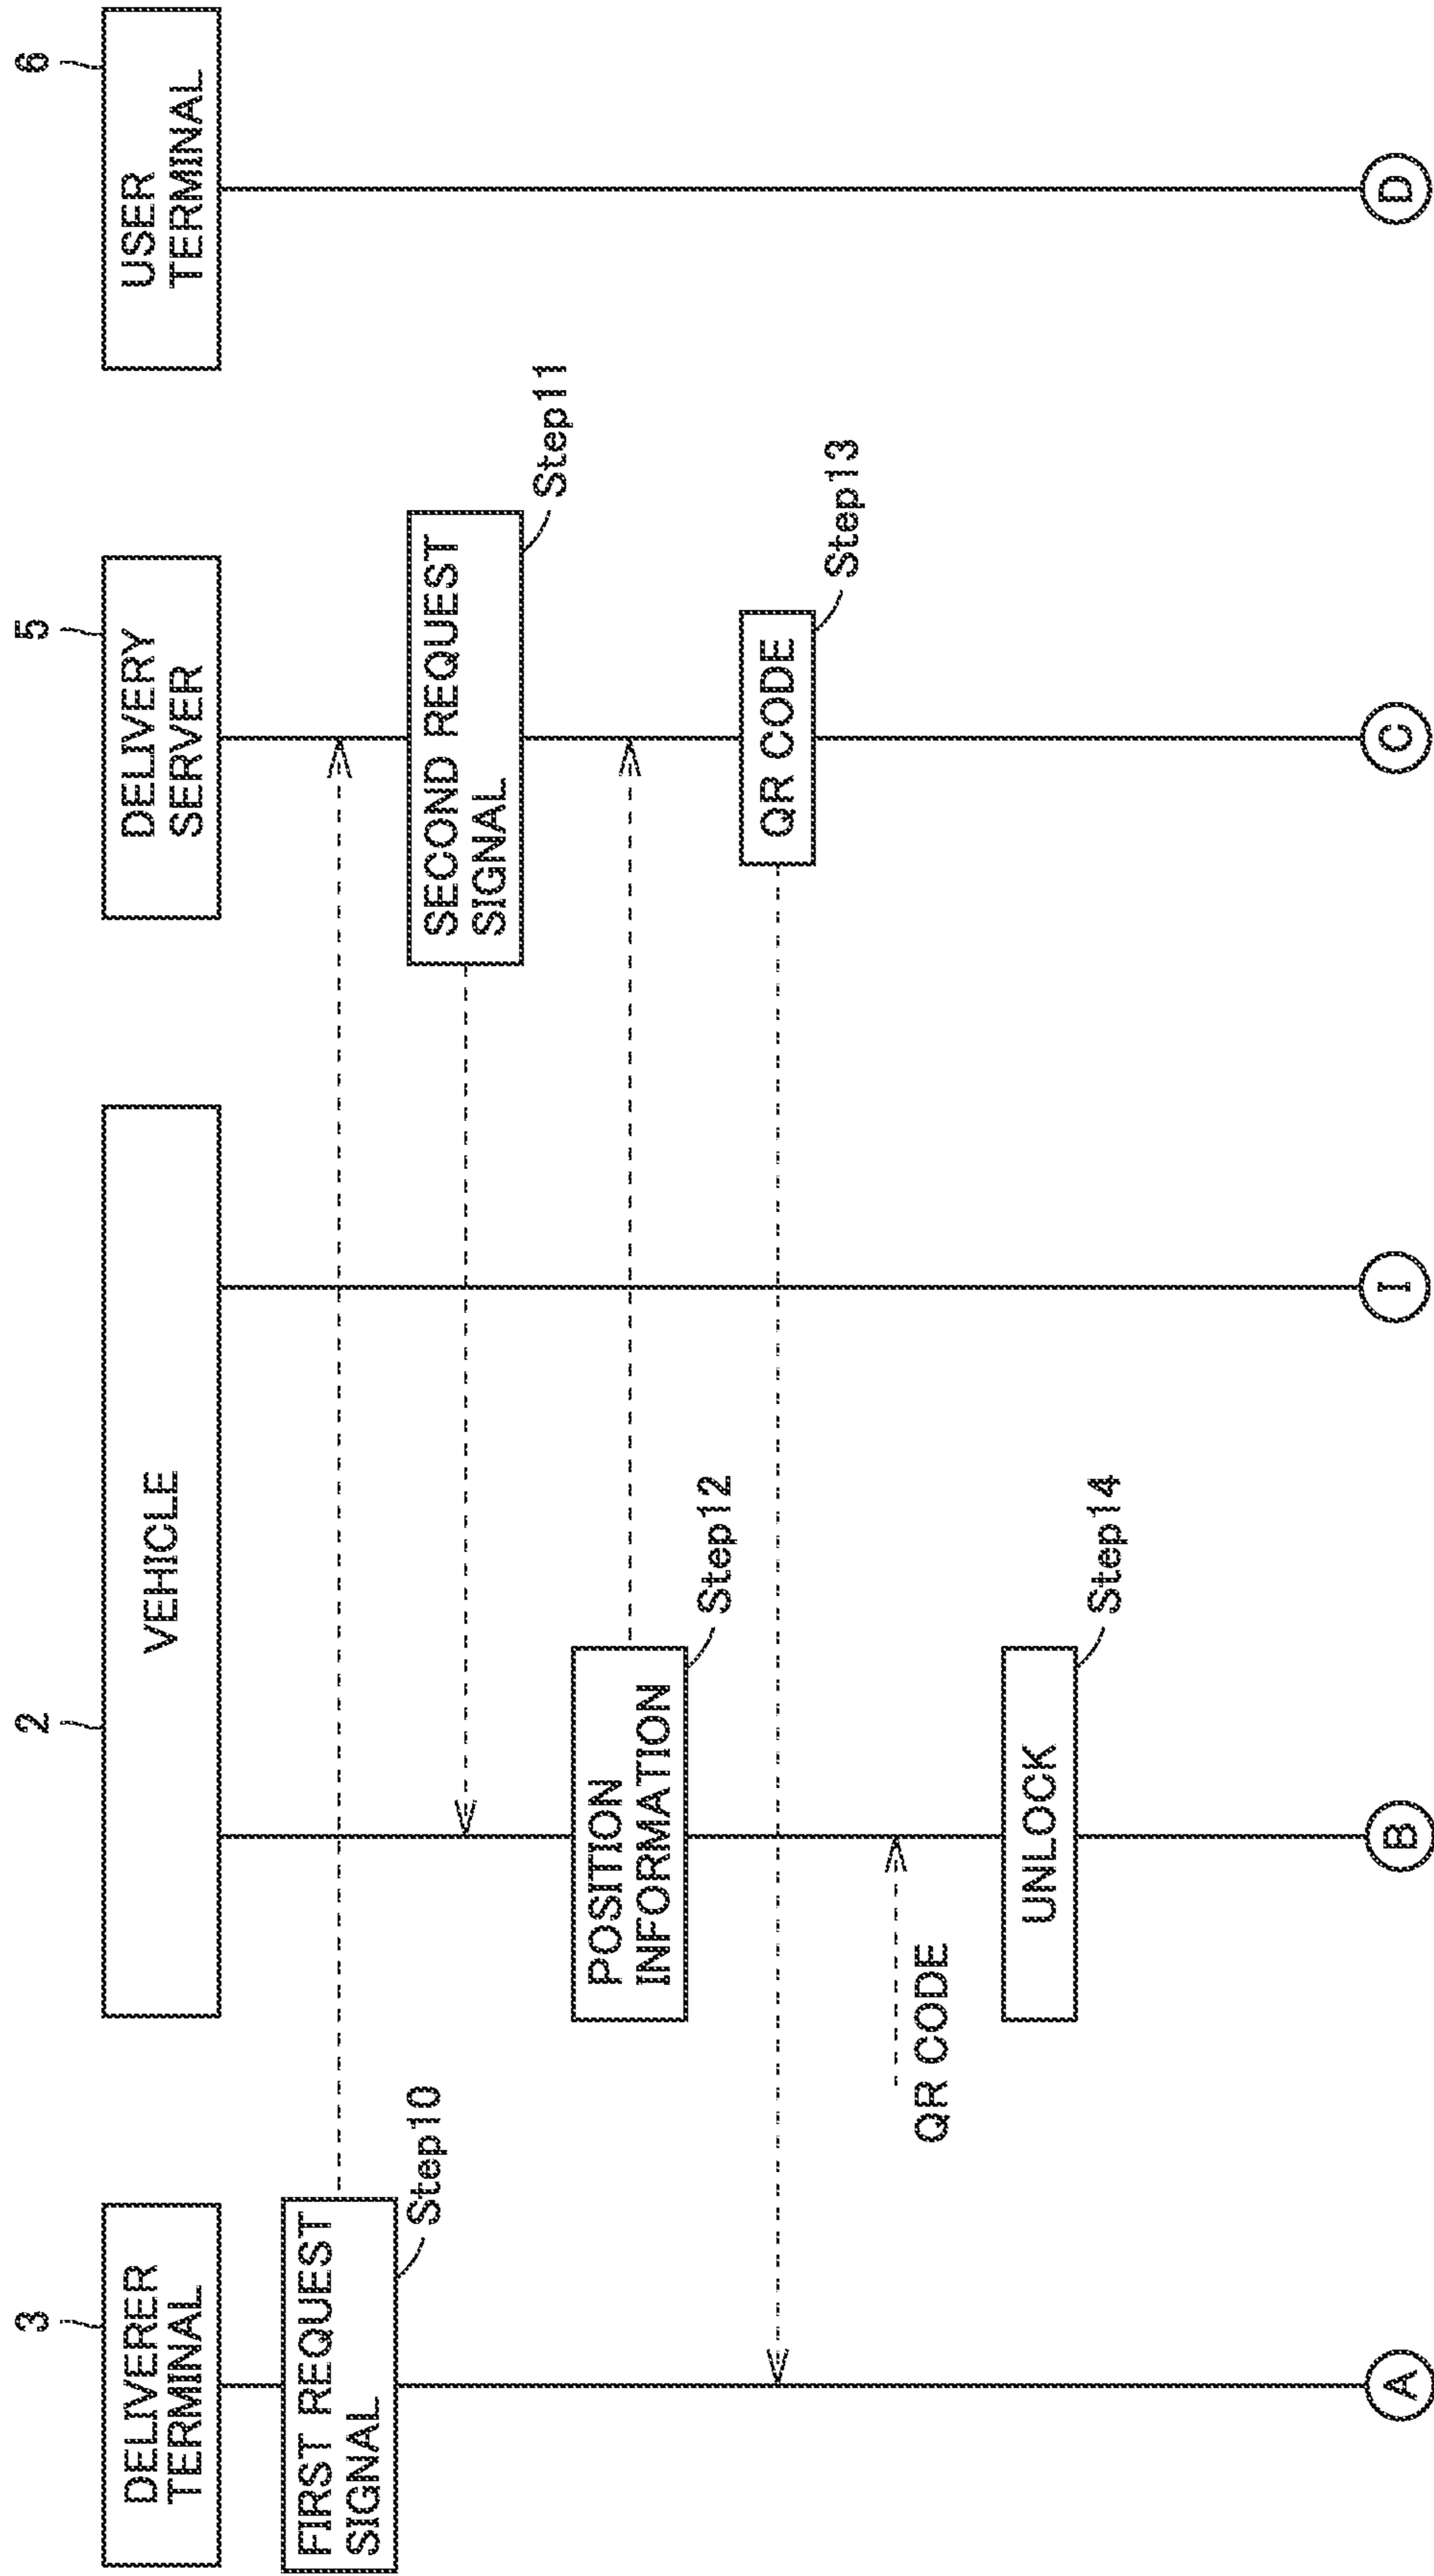 3
DELIVERER
TERMINAL
2
VEHICLE
5
DELIVERY
SERVER
6
USER
TERMINAL
FIRST REQUEST
SIGNAL
Step10
SECOND REQUEST
SIGNAL
Step11
POSITION
INFORMATION
Step12
QR CODE
Step13
QR CODE
UNLOCK
Step14
A
B
I
C
D